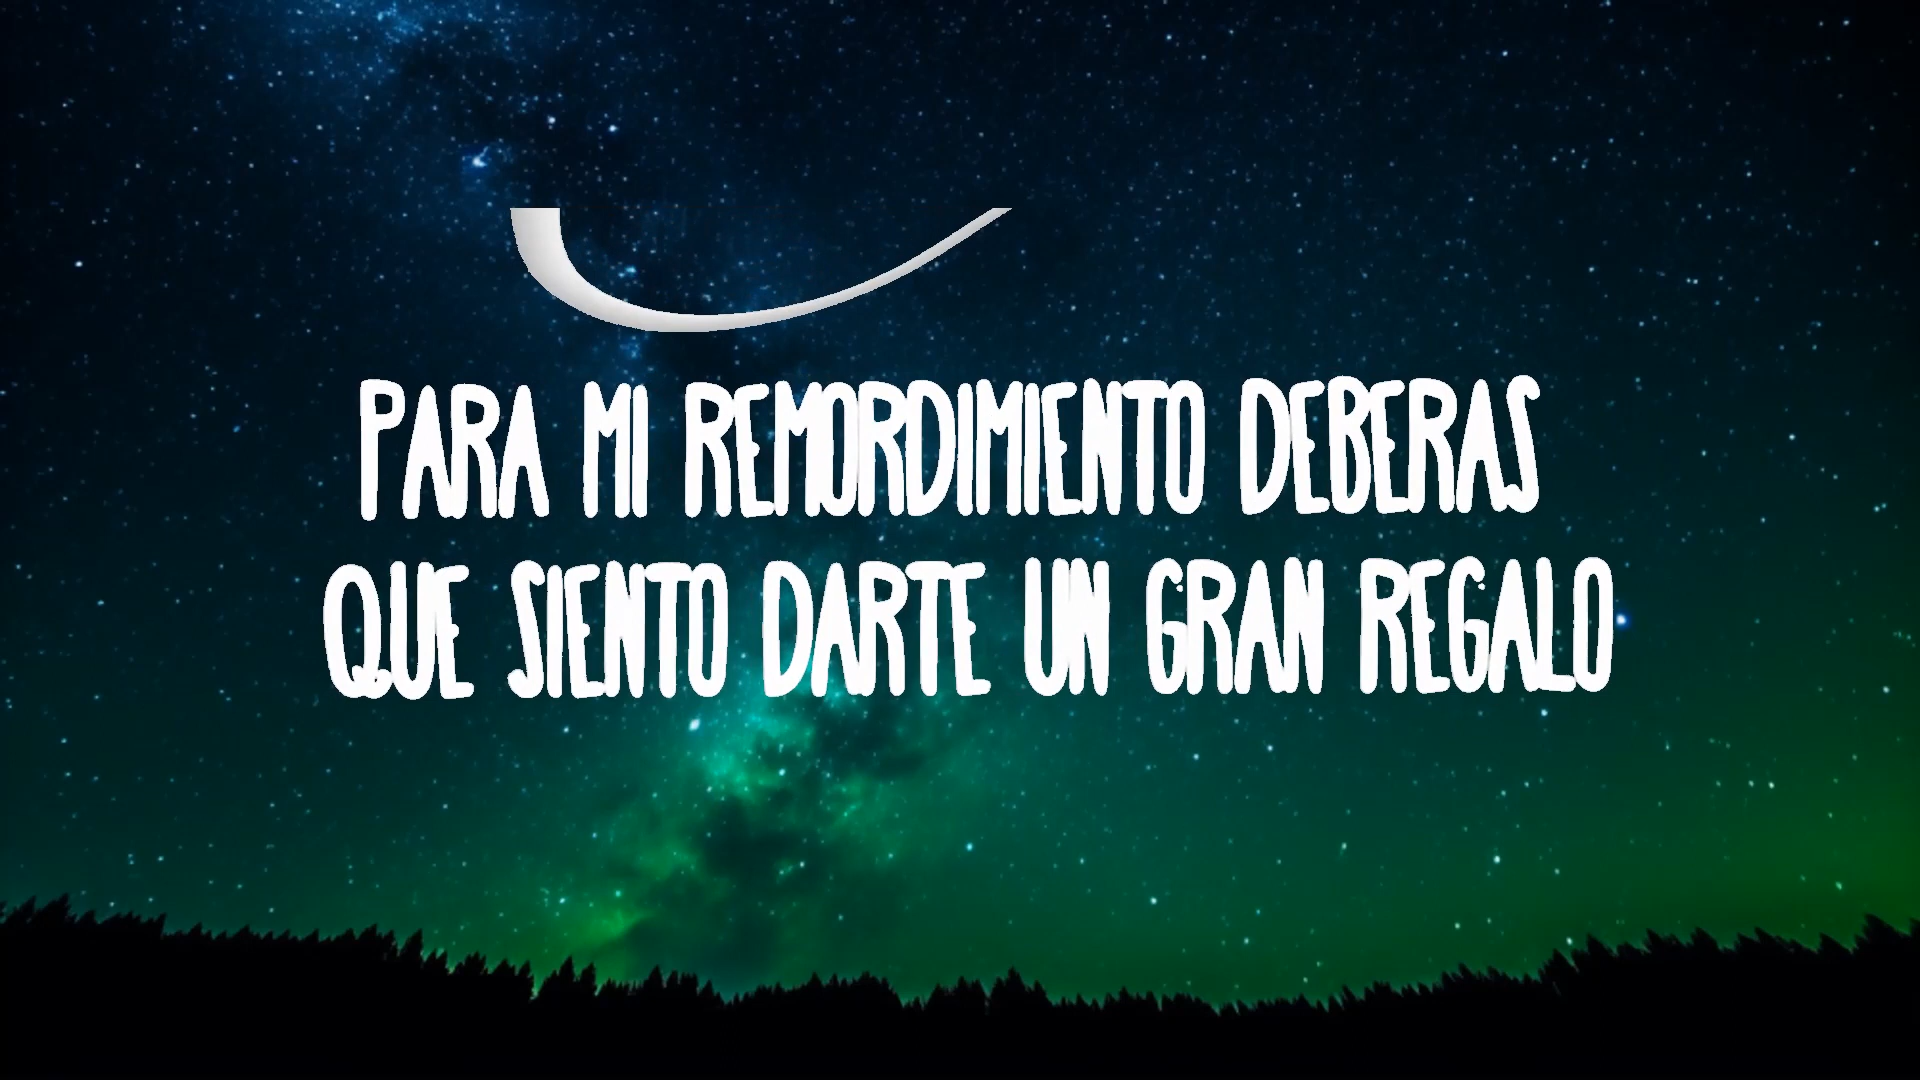 PARA MI REMORDIMIENTO DEBERAS
QUE SIENTO DARTE UN GRAN REGALO